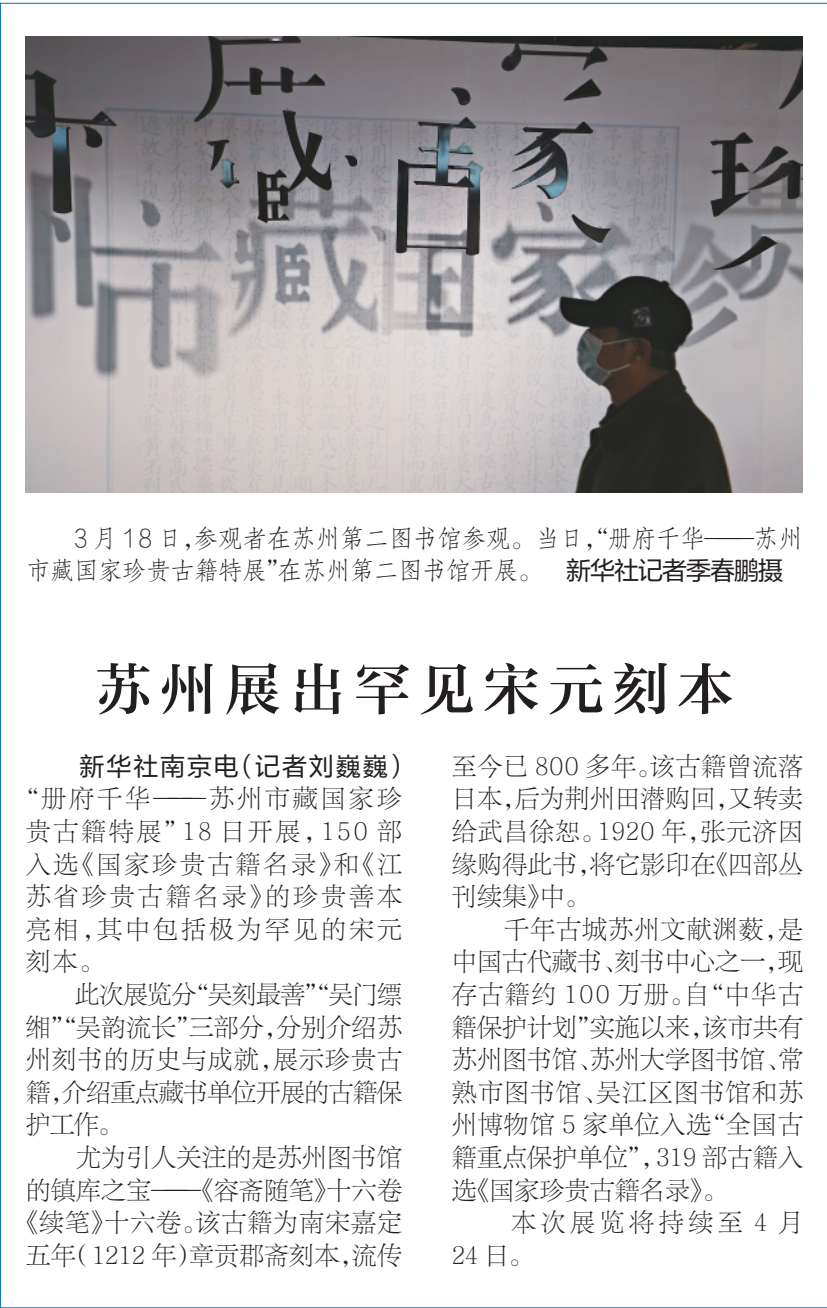 市藏国家珍
市藏国家珍贵
3月18日,参观者在苏州第二图书馆参观。当日,“册府千华——苏州
市藏国家珍贵古籍特展”在苏州第二图书馆开展。 新华社记者季春鹏摄
苏州展出罕见宋元刻本
新华社南京电(记者刘巍巍)
“册府千华——苏州市藏国家珍
贵古籍特展”18日开展,150部
入选《国家珍贵古籍名录》和《江
苏省珍贵古籍名录》的珍贵善本
亮相,其中包括极为罕见的宋元
刻本。
此次展览分“吴刻最善”“吴门缥
缃”“吴韵流长”三部分,分别介绍苏
州刻书的历史与成就,展示珍贵古
籍,介绍重点藏书单位开展的古籍保
护工作。
尤为引人关注的是苏州图书馆
的镇库之宝——《容斋随笔》十六卷
《续笔》十六卷。该古籍为南宋嘉定
五年(1212年)章贡郡斋刻本,流传
至今已800多年。该古籍曾流落
日本,后为荆州田潜购回,又转卖
给武昌徐恕。1920年,张元济因
缘购得此书,将它影印在《四部丛
刊续集》中。
千年古城苏州文献渊薮,是
中国古代藏书、刻书中心之一,现
存古籍约100万册。自“中华古
籍保护计划”实施以来,该市共有
苏州图书馆、苏州大学图书馆、常
熟市图书馆、吴江区图书馆和苏
州博物馆5家单位入选“全国古
籍重点保护单位”,319部古籍入
选《国家珍贵古籍名录》。
本次展览将持续至4月
24日。